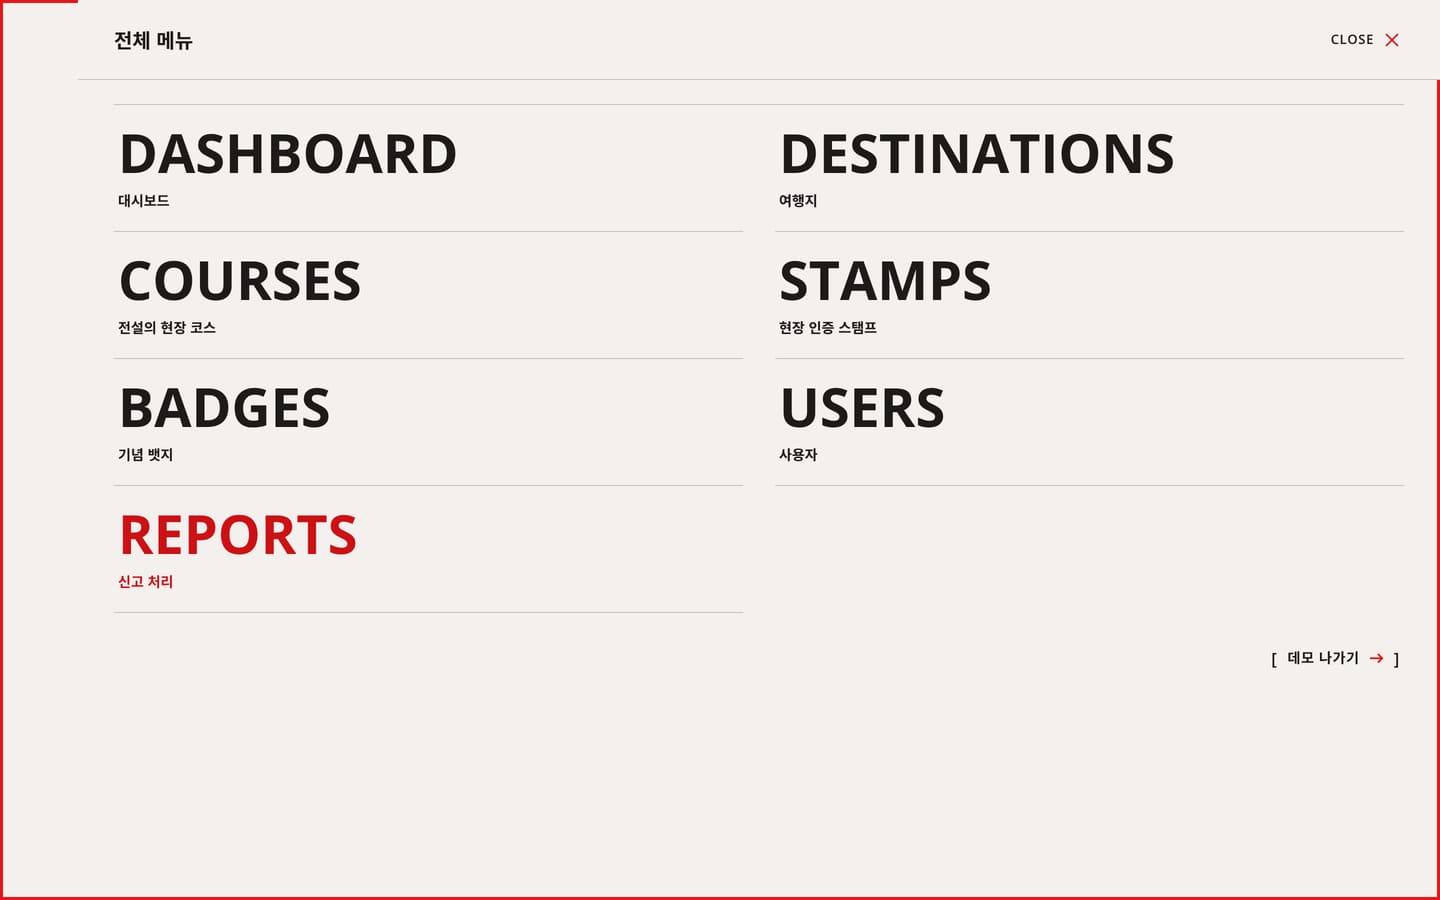 전체 메뉴
CLOSE
DASHBOARD
대시보드
DESTINATIONS
여행지
COURSES
전설의 현장 코스
STAMPS
현장 인증 스탬프
BADGES
기념 뱃지
USERS
사용자
REPORTS
신고 처리
[ 데모 나가기 → ]